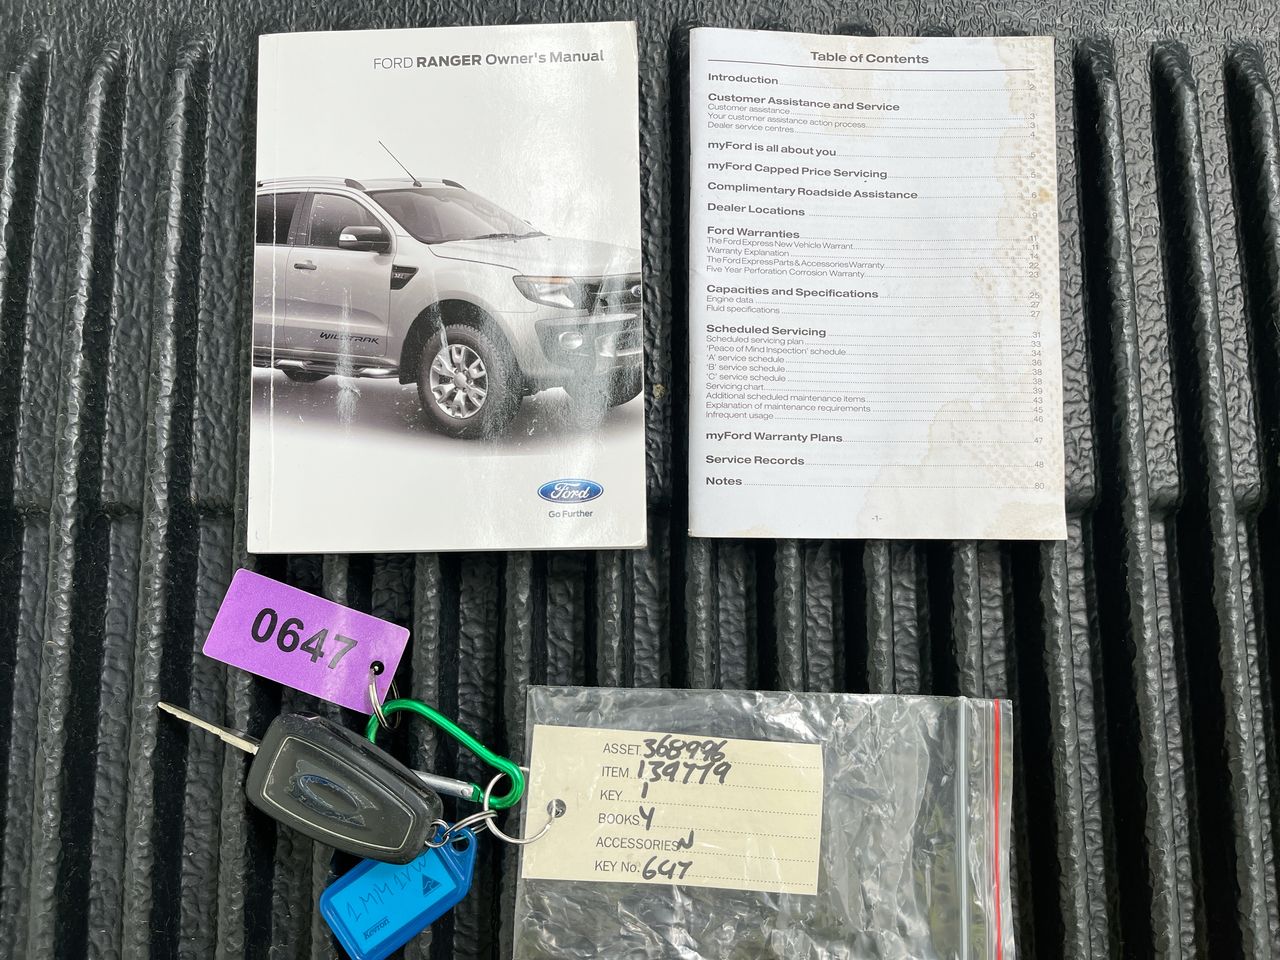 FORD RANGER Owner's Manual
WILDTRAK
Ford
Go Further
Table of Contents
Introduction 2
Customer Assistance and Service
Customer assistance 3
Your customer assistance action process 3
Dealer service centres 4
myFord is all about you 5
myFord Capped Price Servicing 5
Complimentary Roadside Assistance 6
Dealer Locations 9
Ford Warranties 11
The Ford Express New Vehicle Warrant 11
Warranty Explanation 14
The Ford Express Parts & Accessories Warranty 22
Five Year Perforation Corrosion Warranty 23
Capacities and Specifications 25
Engine data 27
Fluid specifications 27
Scheduled Servicing 31
Scheduled servicing plan 33
'Peace of Mind Inspection' schedule 34
'A' service schedule 36
'B' service schedule 38
'C' service schedule 38
Servicing chart 39
Additional scheduled maintenance items 43
Explanation of maintenance requirements 45
Infrequent usage 46
myFord Warranty Plans 47
Service Records 48
Notes 60
-1-
0647
ASSET 368996
ITEM 139779
KEY 1
BOOKS Y
ACCESSORIES N
KEY No. 647
Kevron